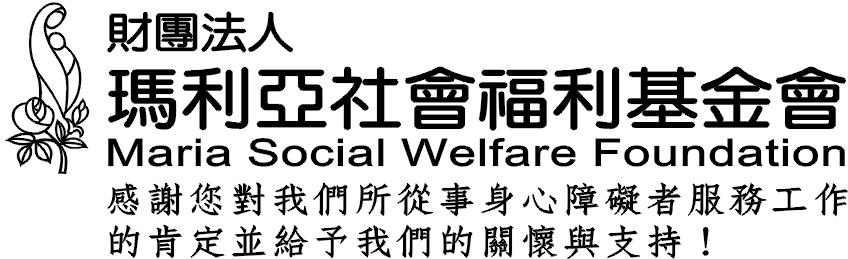 財團法人
瑪利亞社會福利基金會
Maria Social Welfare Foundation
感謝您對我們所從事身心障礙者服務工作
的肯定並給予我們的關懷與支持！